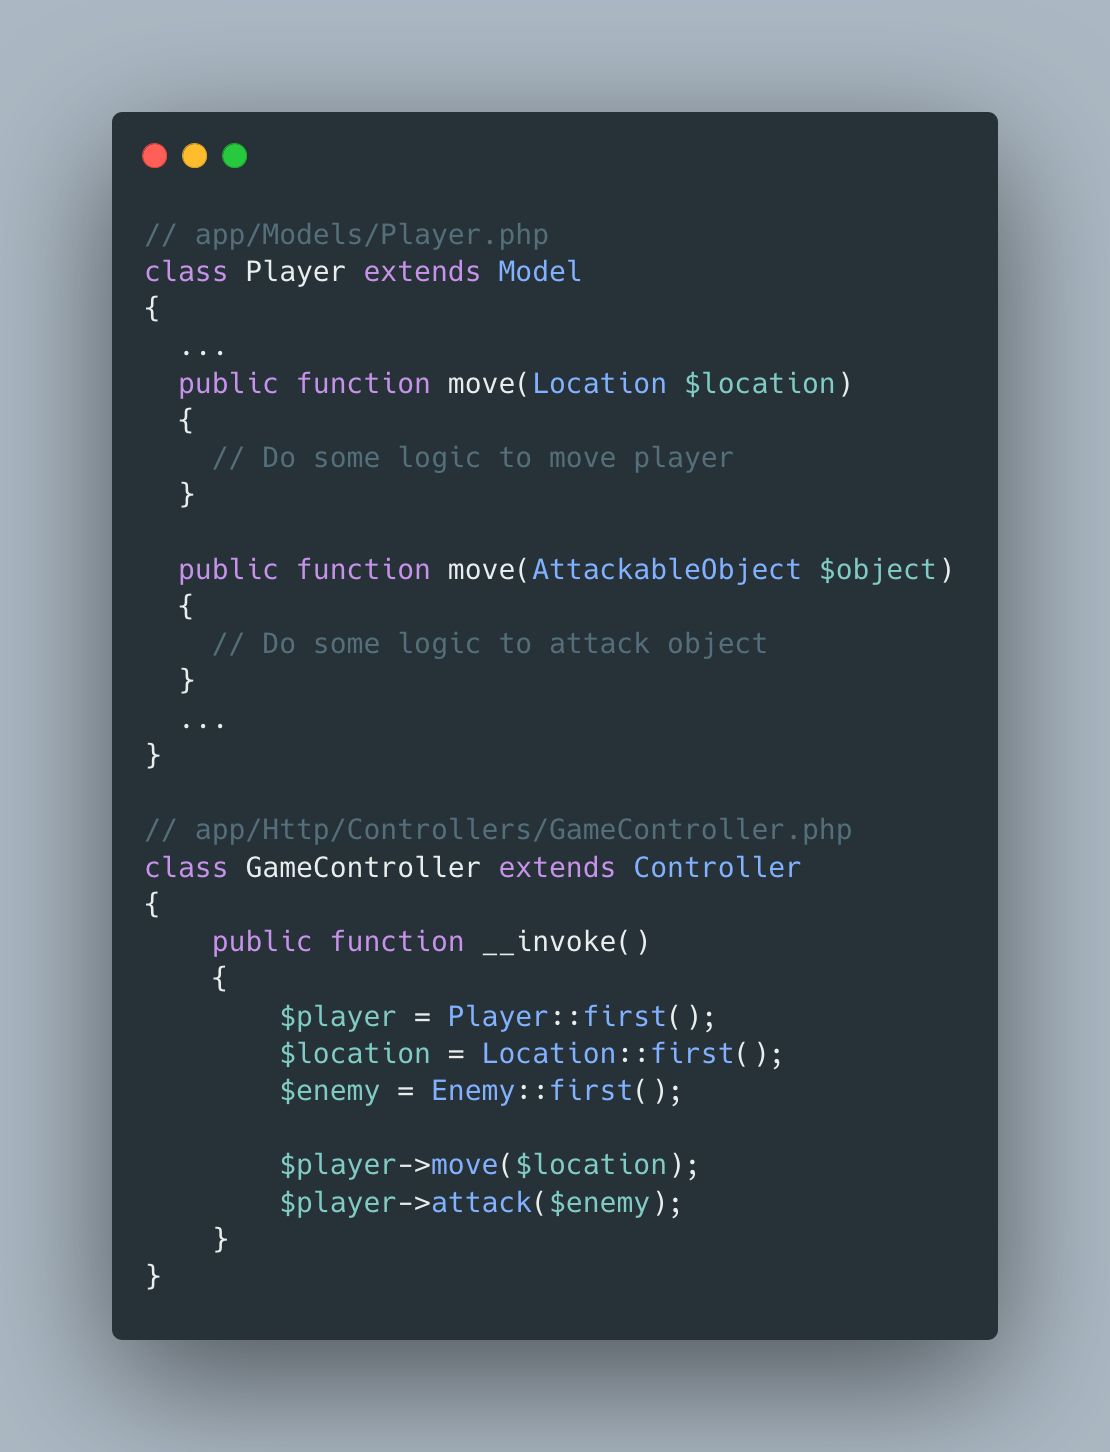 // app/Models/Player.php
class Player extends Model
{
  ...
  public function move(Location $location)
  {
    // Do some logic to move player
  }

  public function move(AttackableObject $object)
  {
    // Do some logic to attack object
  }
  ...
}

// app/Http/Controllers/GameController.php
class GameController extends Controller
{
    public function __invoke()
    {
        $player = Player::first();
        $location = Location::first();
        $enemy = Enemy::first();

        $player->move($location);
        $player->attack($enemy);
    }
}